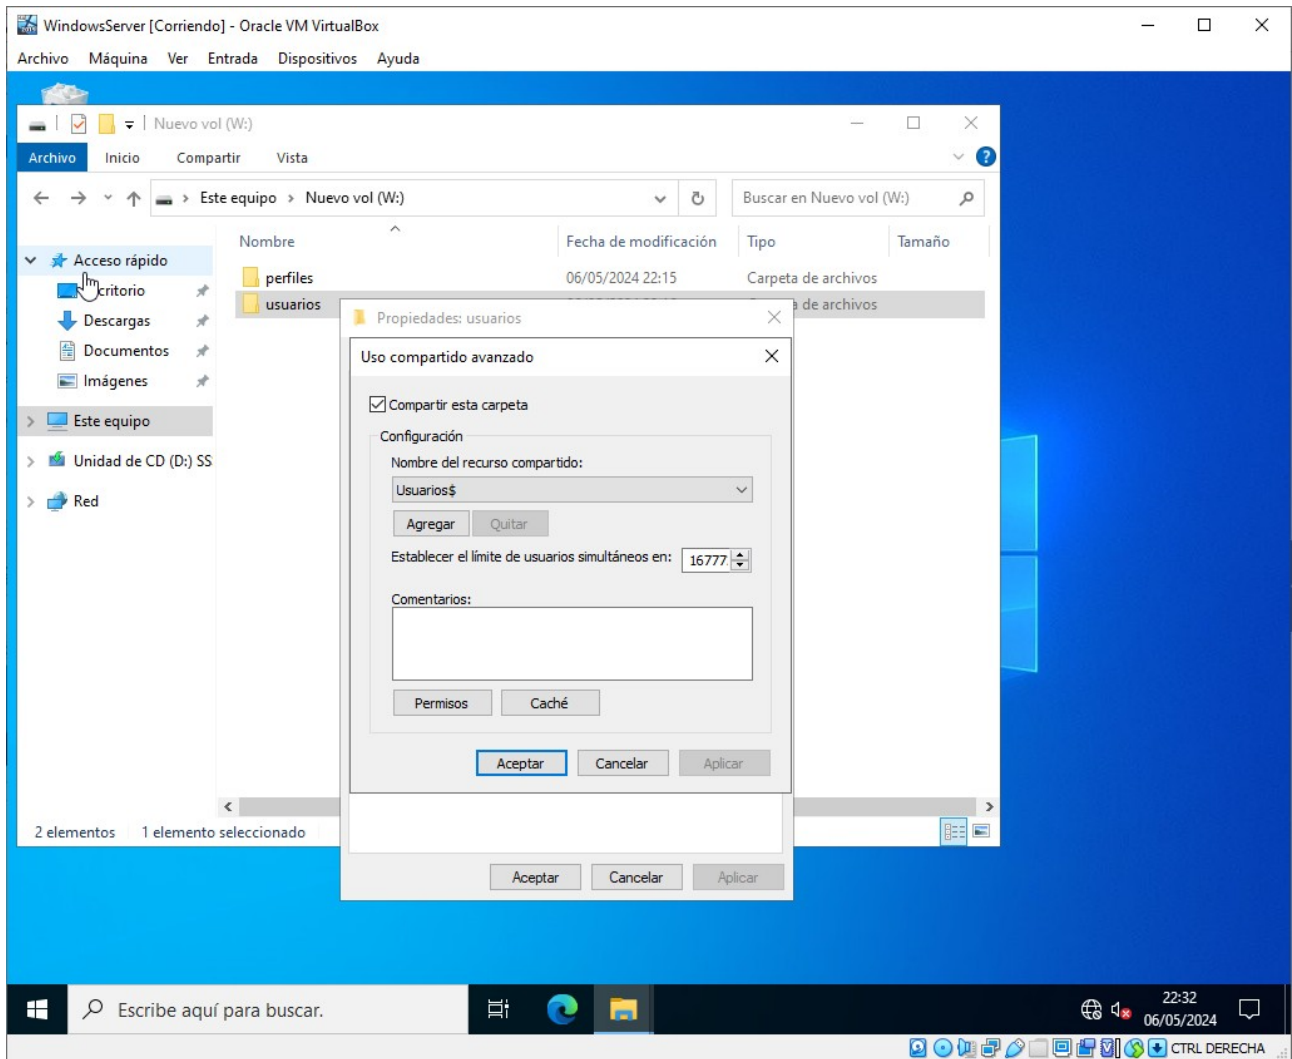 WindowsServer [Corriendo] - Oracle VM VirtualBox
Archivo Máquina Ver Entrada Dispositivos Ayuda
Nuevo vol (W:)
Archivo Inicio Compartir Vista
Este equipo Nuevo vol (W:)
Buscar en Nuevo vol (W:)
Nombre Fecha de modificación Tipo Tamaño
Acceso rápido
critorio
Descargas
Documentos
Imágenes
Este equipo
Unidad de CD (D:) SS
Red
perfiles 06/05/2024 22:15 Carpeta de archivos
usuarios a de archivos
Propiedades: usuarios
Uso compartido avanzado
Compartir esta carpeta
Configuración
Nombre del recurso compartido:
Usuarios$
Agregar Quitar
Establecer el límite de usuarios simultáneos en: 16777
Comentarios:
Permisos Caché
Aceptar Cancelar Aplicar
2 elementos 1 elemento seleccionado
Aceptar Cancelar Aplicar
Escribe aquí para buscar.
22:32
06/05/2024
CTRL DERECHA